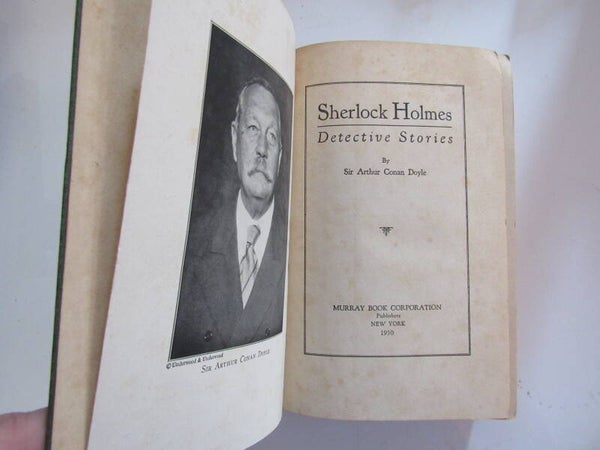 © Underwood & Underwood
SIR ARTHUR CONAN DOYLE
Sherlock Holmes
Detective Stories
By
Sir Arthur Conan Doyle
MURRAY BOOK CORPORATION
Publishers
NEW YORK
1930